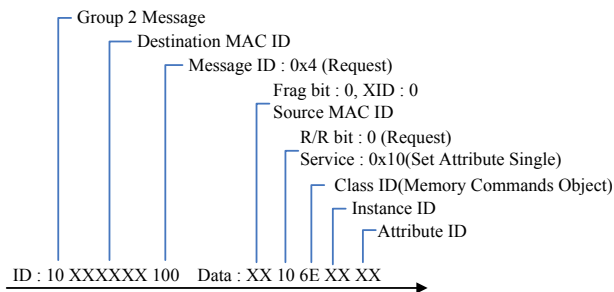 Group 2 Message
Destination MAC ID
Message ID : 0x4 (Request)
Frag bit : 0, XID : 0
Source MAC ID
R/R bit : 0 (Request)
Service : 0x10(Set Attribute Single)
Class ID(Memory Commands Object)
Instance ID
Attribute ID
ID : 10 XXXXXX 100 Data : XX 10 6E XX XX